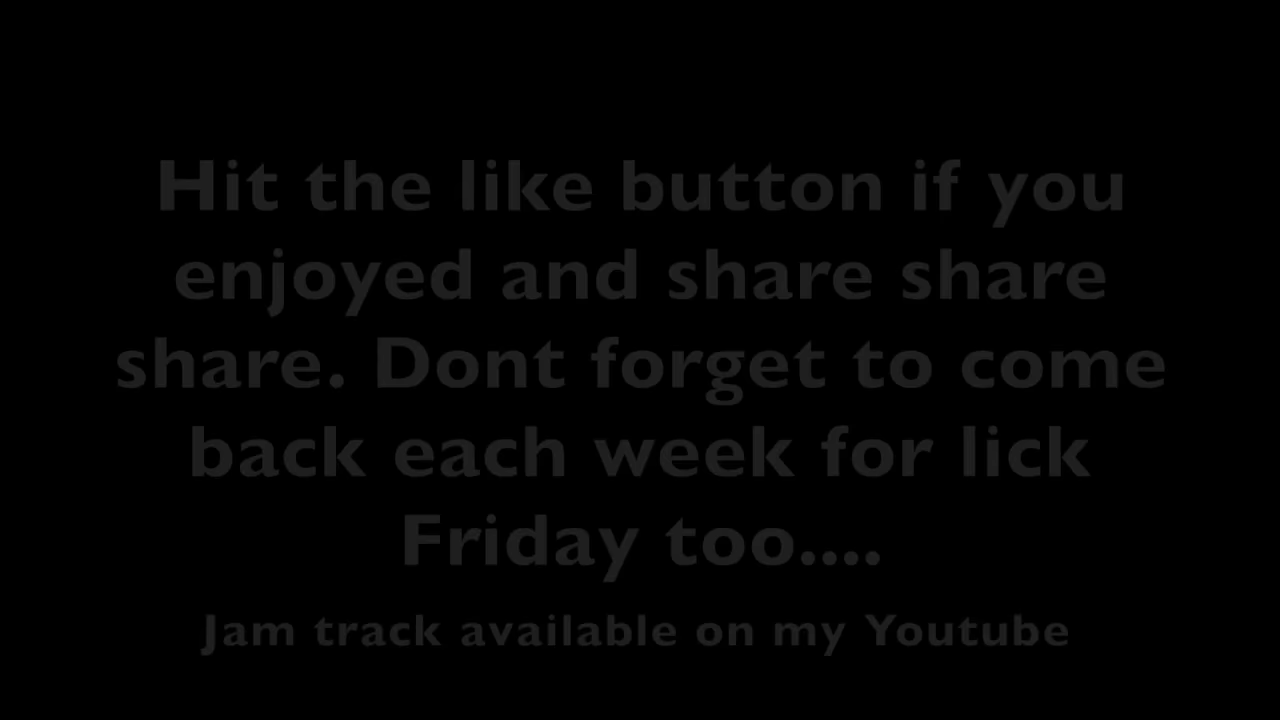 Hit the like button if you
enjoyed and share share
share. Dont forget to come
back each week for lick
Friday too....
Jam track available on my Youtube